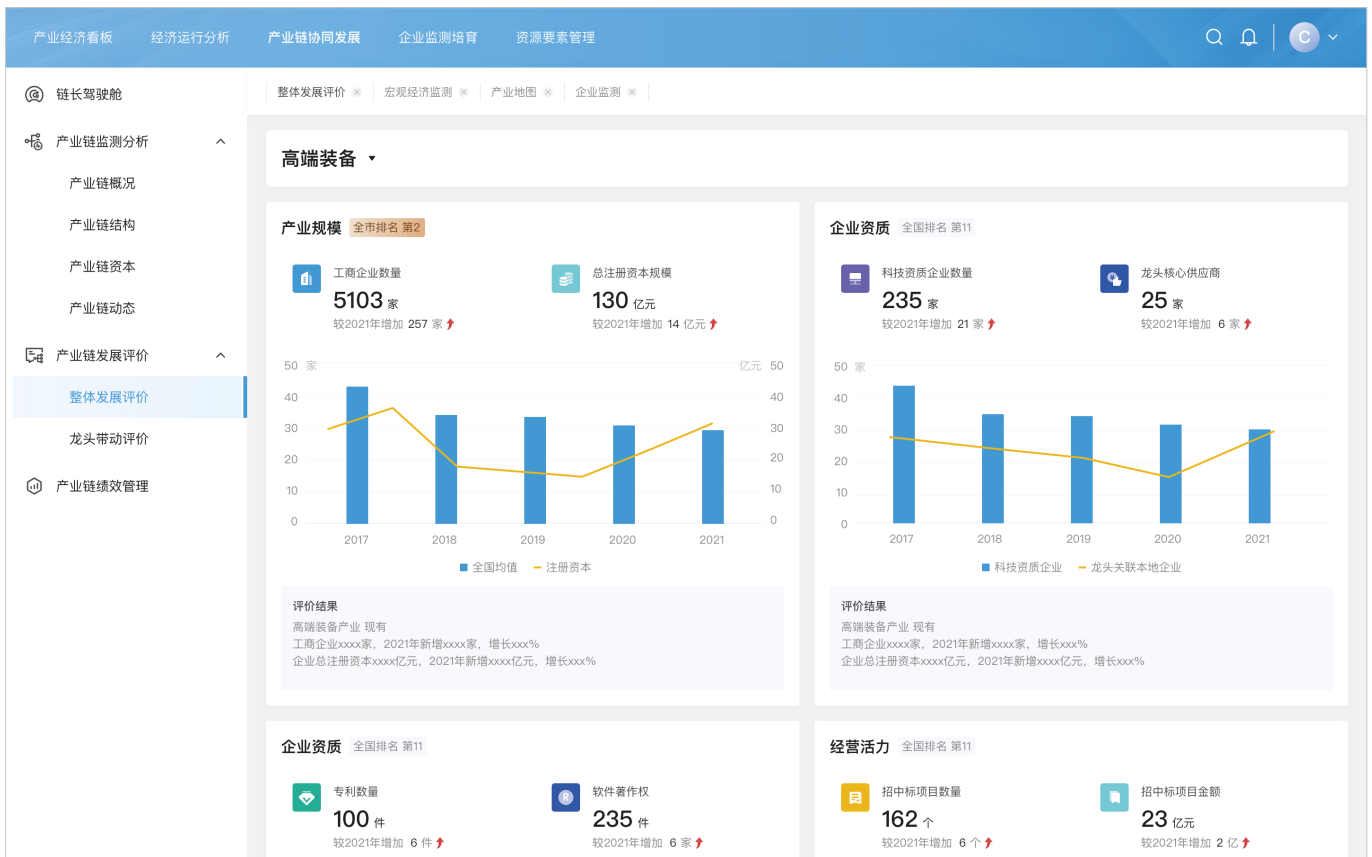 产业经济看板 经济运行分析 产业链协同发展 企业监测培育 资源要素管理 C
链长驾驶舱
产业链监测分析
产业链概况
产业链结构
产业链资本
产业链动态
产业链发展评价
整体发展评价
龙头带动评价
产业链绩效管理
整体发展评价 宏观经济监测 产业地图 企业监测
高端装备
产业规模 全市排名 第2
工商企业数量
5103 家
较2021年增加 257 家
总注册资本规模
130 亿元
较2021年增加 14 亿元
50 家 亿元 50
40 40
30 30
20 20
10 10
0 0
2017 2018 2019 2020 2021
全国均值 注册资本
评价结果
高端装备产业 现有
工商企业xxxx家，2021年新增xxxx家，增长xxx%
企业总注册资本xxxx亿元，2021年新增xxxx亿元，增长xxx%
企业资质 全国排名 第11
科技资质企业数量
235 家
较2021年增加 21 家
龙头核心供应商
25 家
较2021年增加 6 家
50 家
40
30
20
10
0
2017 2018 2019 2020 2021
科技资质企业 龙头关联本地企业
评价结果
高端装备产业 现有
工商企业xxxx家，2021年新增xxxx家，增长xxx%
企业总注册资本xxxx亿元，2021年新增xxxx亿元，增长xxx%
企业资质 全国排名 第11
专利数量
100 件
较2021年增加 6 件
R
软件著作权
235 件
较2021年增加 6 家
经营活力 全国排名 第11
招中标项目数量
162 个
较2021年增加 6 个
招中标项目金额
23 亿元
较2021年增加 2 亿